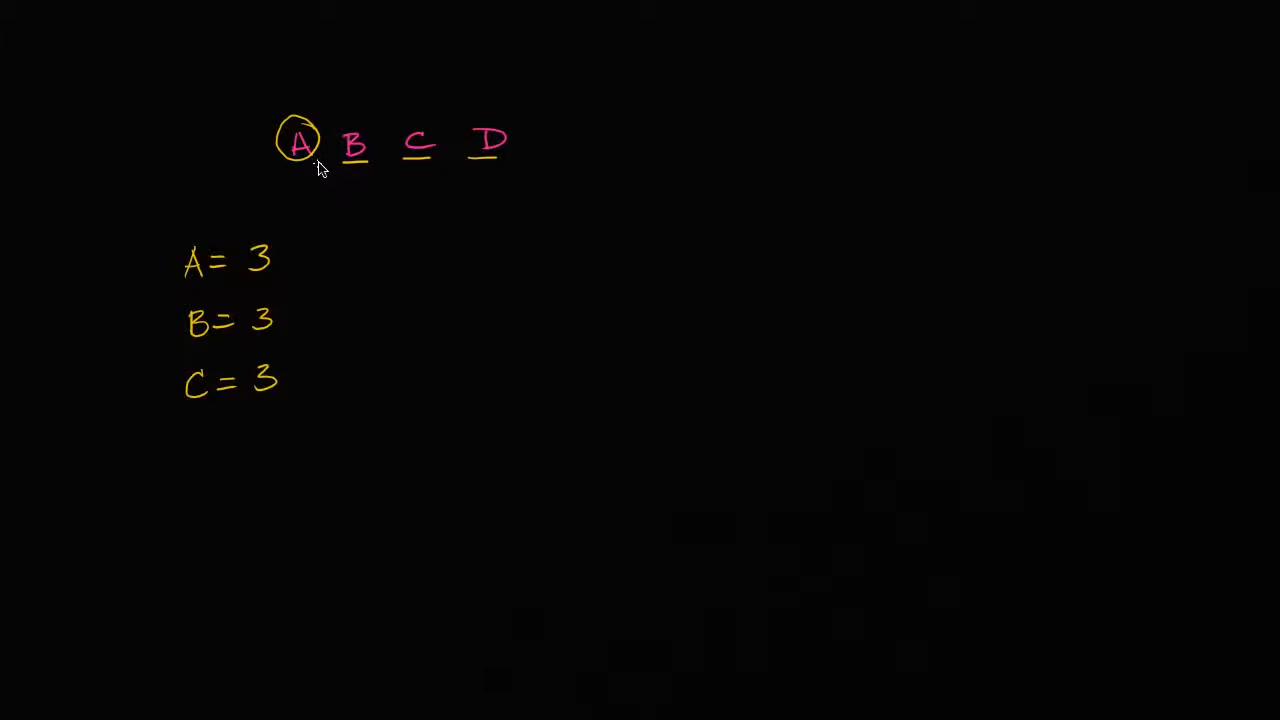 A B C D
A = 3
B = 3
C = 3